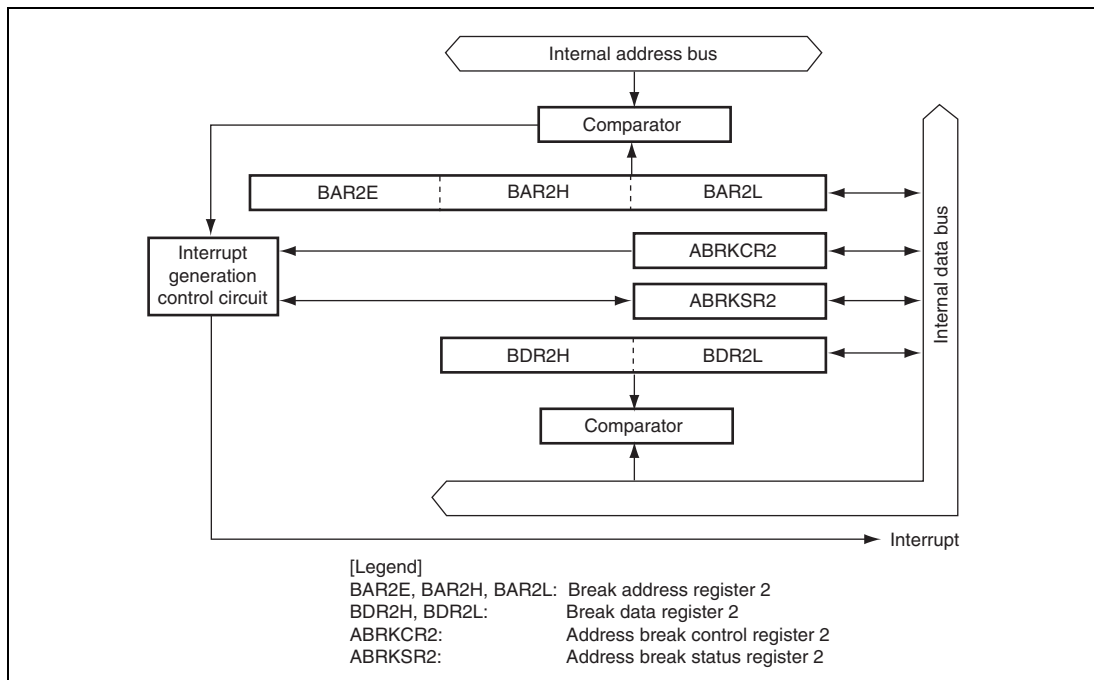 Internal address bus
Comparator
BAR2E
BAR2H
BAR2L
Interrupt
generation
control circuit
ABRKCR2
ABRKSR2
BDR2H
BDR2L
Internal data bus
Comparator
Interrupt
[Legend]
BAR2E, BAR2H, BAR2L: Break address register 2
BDR2H, BDR2L: Break data register 2
ABRKCR2: Address break control register 2
ABRKSR2: Address break status register 2